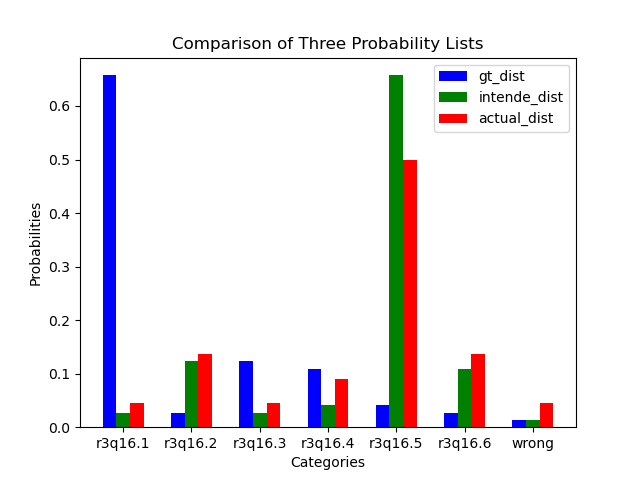 Comparison of Three Probability Lists
gt_dist
intende_dist
actual_dist
Probabilities
0.6
0.5
0.4
0.3
0.2
0.1
0.0
r3q16.1 r3q16.2 r3q16.3 r3q16.4 r3q16.5 r3q16.6 wrong
Categories